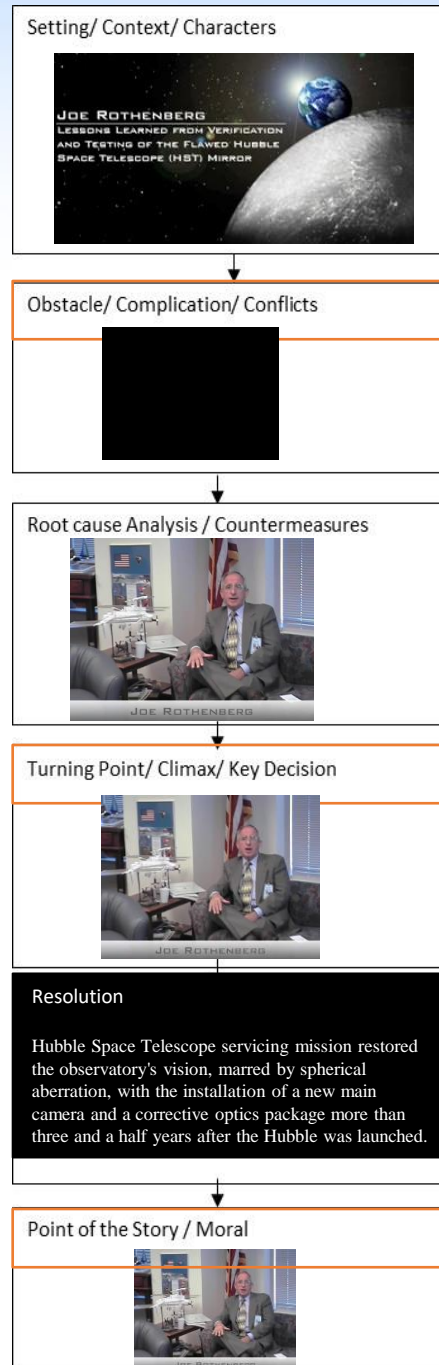 Setting/ Context/ Characters
JOE ROTHENBERG
LESSONS LEARNED FROM VERIFICATION
AND TESTING OF THE FLAWED HUBBLE
SPACE TELESCOPE (HST) MIRROR
Obstacle/ Complication/ Conflicts
Root cause Analysis / Countermeasures
JOE ROTHENBERG
Turning Point/ Climax/ Key Decision
JOE ROTHENBERG
Resolution
Hubble Space Telescope servicing mission restored
the observatory's vision, marred by spherical
aberration, with the installation of a new main
camera and a corrective optics package more than
three and a half years after the Hubble was launched.
Point of the Story / Moral
JOE ROTHENBERG